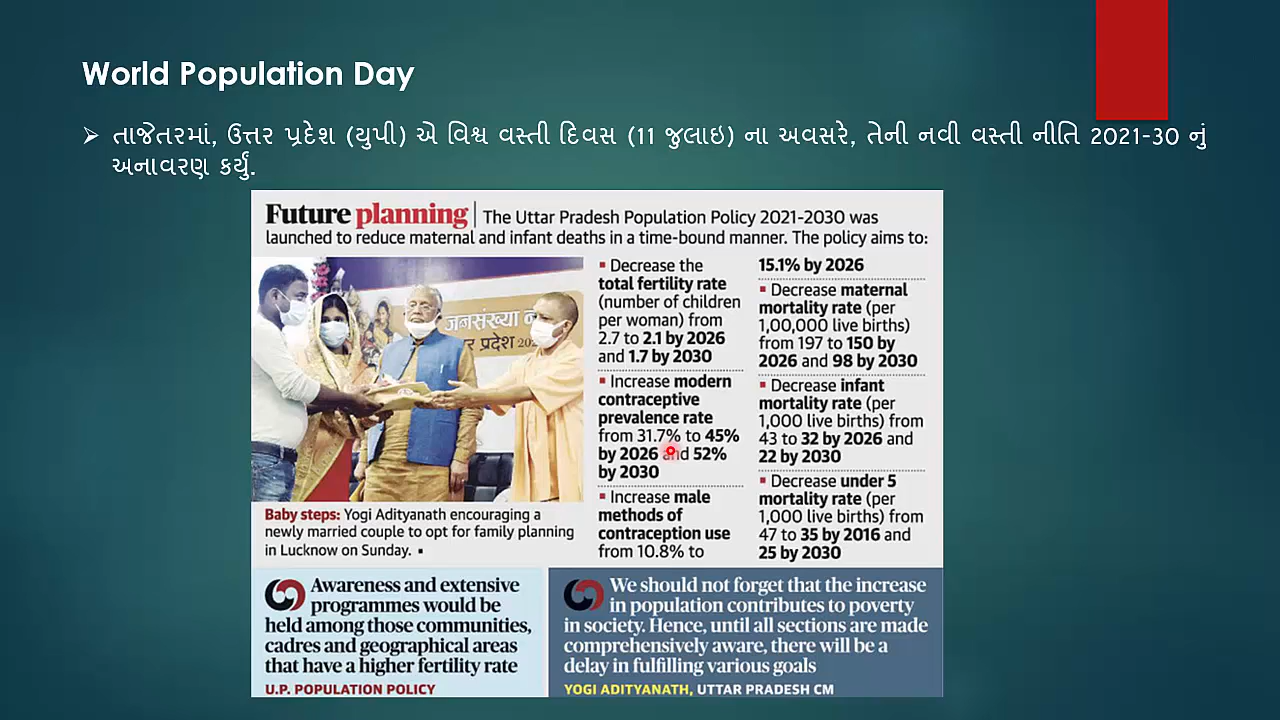 World Population Day
➢ તાજેતરમાં, ઉત્તર પ્રદેશ (યુપી) એ વિશ્વ વસ્તી દિવસ (11 જુલાઇ) ના અવસરે, તેની નવી વસ્તી નીતિ 2021-30 નું
અનાવરણ કર્યું.
Future planning | The Uttar Pradesh Population Policy 2021-2030 was
launched to reduce maternal and infant deaths in a time-bound manner. The policy aims to:
जनसंख्या न
र प्रदेश 202
Baby steps: Yogi Adityanath encouraging a
newly married couple to opt for family planning
in Lucknow on Sunday. ▪
▪ Decrease the
total fertility rate
(number of children
per woman) from
2.7 to 2.1 by 2026
and 1.7 by 2030
▪ Increase modern
contraceptive
prevalence rate
from 31.7% to 45%
by 2026 and 52%
by 2030
▪ Increase male
methods of
contraception use
from 10.8% to
15.1% by 2026
▪ Decrease maternal
mortality rate (per
1,00,000 live births)
from 197 to 150 by
2026 and 98 by 2030
▪ Decrease infant
mortality rate (per
1,000 live births) from
43 to 32 by 2026 and
22 by 2030
▪ Decrease under 5
mortality rate (per
1,000 live births) from
47 to 35 by 2016 and
25 by 2030
Awareness and extensive
programmes would be
held among those communities,
cadres and geographical areas
that have a higher fertility rate
U.P. POPULATION POLICY
We should not forget that the increase
in population contributes to poverty
in society. Hence, until all sections are made
comprehensively aware, there will be a
delay in fulfilling various goals
YOGI ADITYANATH, UTTAR PRADESH CM